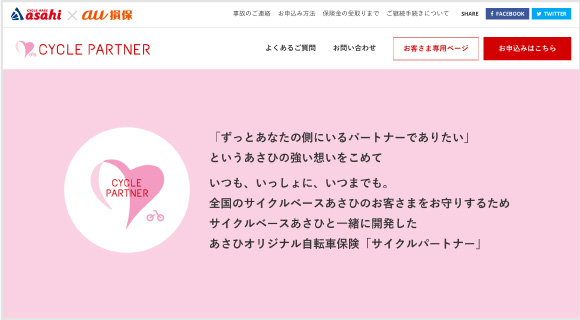 CYCLE BASE
asahi × au 損保
事故のご連絡 お申込み方法 保険金の受取りまで ご継続手続きについて SHARE f FACEBOOK TWITTER
CYCLE PARTNER よくあるご質問 お問い合わせ お客さま専用ページ お申込みはこちら
CYCLE
PARTNER
「ずっとあなたの側にいるパートナーでありたい」
というあさひの強い想いをこめて
いつも、いっしょに、いつまでも。
全国のサイクルベースあさひのお客さまをお守りするため
サイクルベースあさひと一緒に開発した
あさひオリジナル自転車保険「サイクルパートナー」